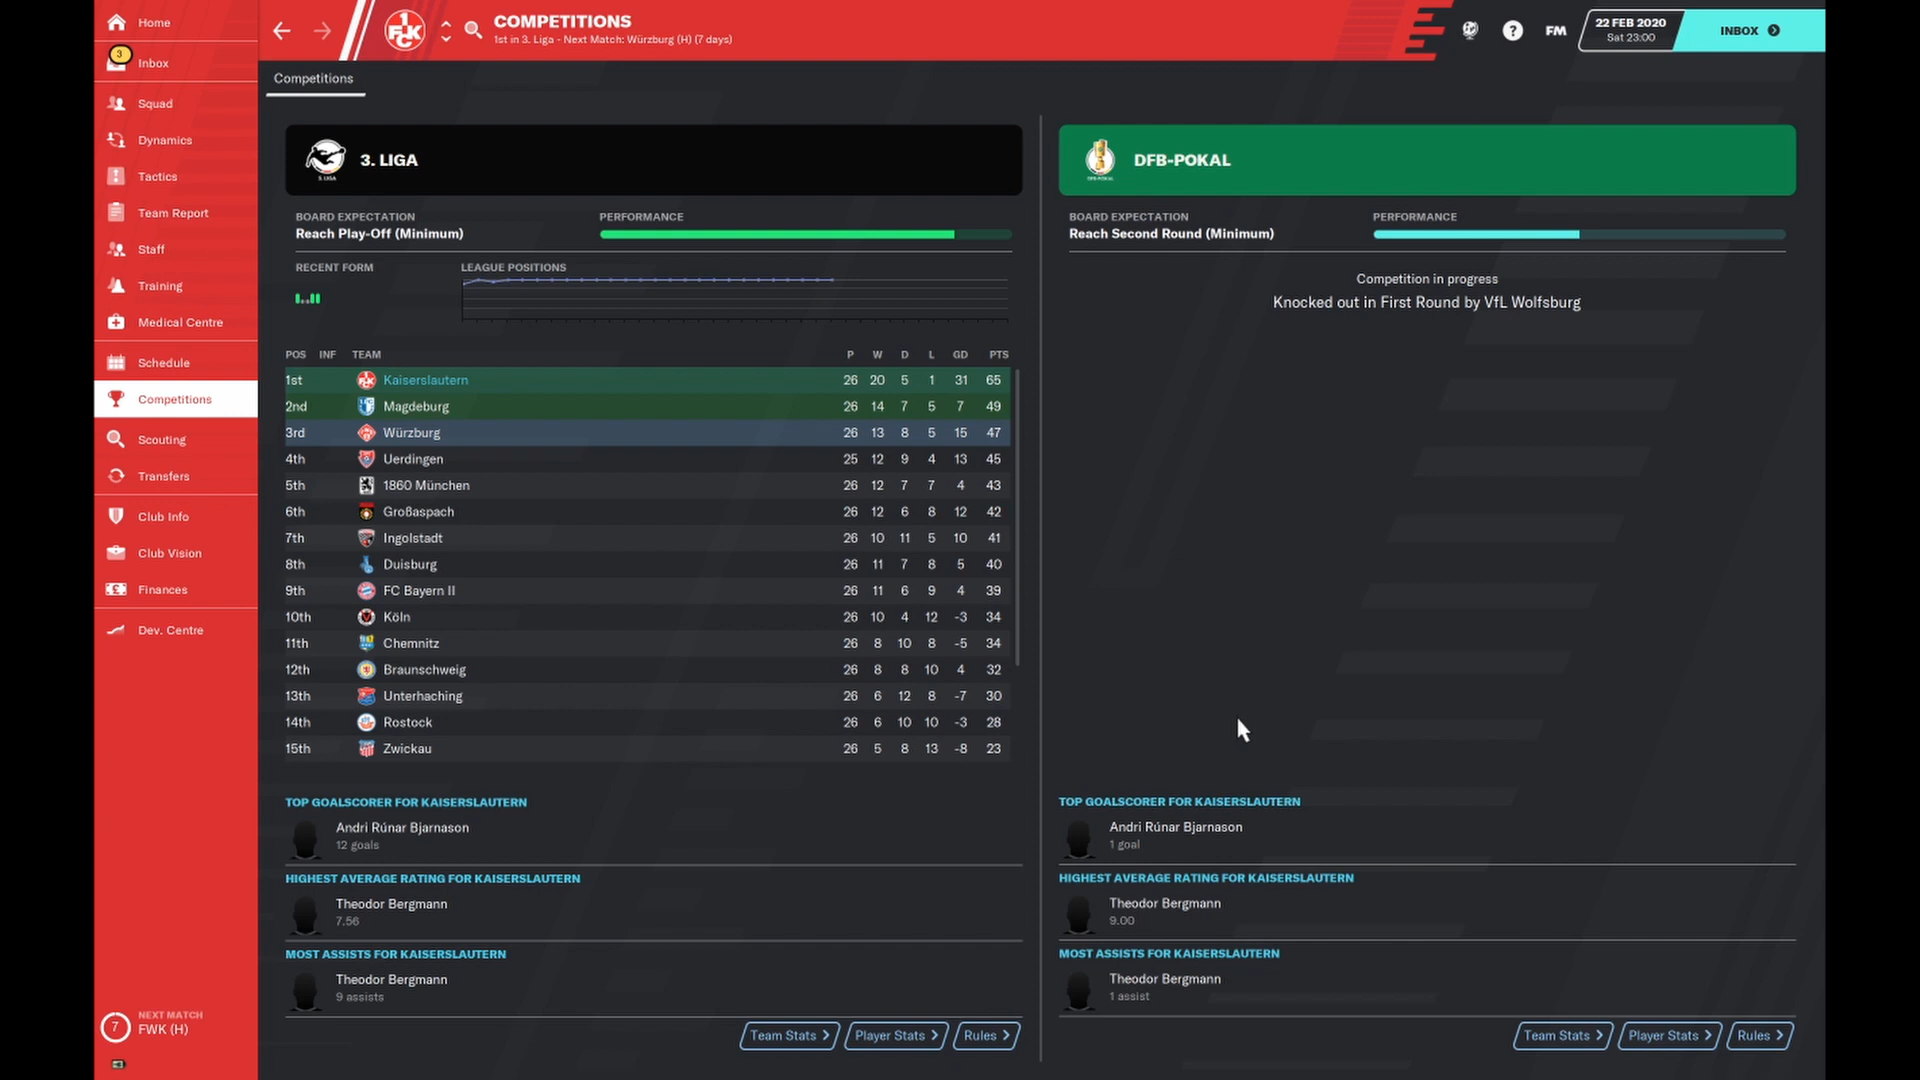 Home
3
Inbox
Squad
Dynamics
Tactics
Team Report
Staff
Training
Medical Centre
Schedule
Competitions
Scouting
Transfers
Club Info
Club Vision
Finances
Dev. Centre
7
NEXT MATCH
FWK (H)
COMPETITIONS
1st in 3. Liga - Next Match: Würzburg (H) (7 days)
?
FM
22 FEB 2020
Sat 23:00
INBOX
Competitions
3. LIGA
BOARD EXPECTATION
Reach Play-Off (Minimum)
PERFORMANCE
RECENT FORM
LEAGUE POSITIONS
POS INF TEAM P W D L GD PTS
1st Kaiserslautern 26 20 5 1 31 65
2nd Magdeburg 26 14 7 5 7 49
3rd Würzburg 26 13 8 5 15 47
4th Uerdingen 25 12 9 4 13 45
5th 1860 München 26 12 7 7 4 43
6th Großaspach 26 12 6 8 12 42
7th Ingolstadt 26 10 11 5 10 41
8th Duisburg 26 11 7 8 5 40
9th FC Bayern II 26 11 6 9 4 39
10th Köln 26 10 4 12 -3 34
11th Chemnitz 26 8 10 8 -5 34
12th Braunschweig 26 8 8 10 4 32
13th Unterhaching 26 6 12 8 -7 30
14th Rostock 26 6 10 10 -3 28
15th Zwickau 26 5 8 13 -8 23
TOP GOALSCORER FOR KAISERSLAUTERN
Andri Rúnar Bjarnason
12 goals
HIGHEST AVERAGE RATING FOR KAISERSLAUTERN
Theodor Bergmann
7.56
MOST ASSISTS FOR KAISERSLAUTERN
Theodor Bergmann
9 assists
Team Stats
Player Stats
Rules
DFB-POKAL
BOARD EXPECTATION
Reach Second Round (Minimum)
PERFORMANCE
Competition in progress
Knocked out in First Round by VfL Wolfsburg
TOP GOALSCORER FOR KAISERSLAUTERN
Andri Rúnar Bjarnason
1 goal
HIGHEST AVERAGE RATING FOR KAISERSLAUTERN
Theodor Bergmann
9.00
MOST ASSISTS FOR KAISERSLAUTERN
Theodor Bergmann
1 assist
Team Stats
Player Stats
Rules